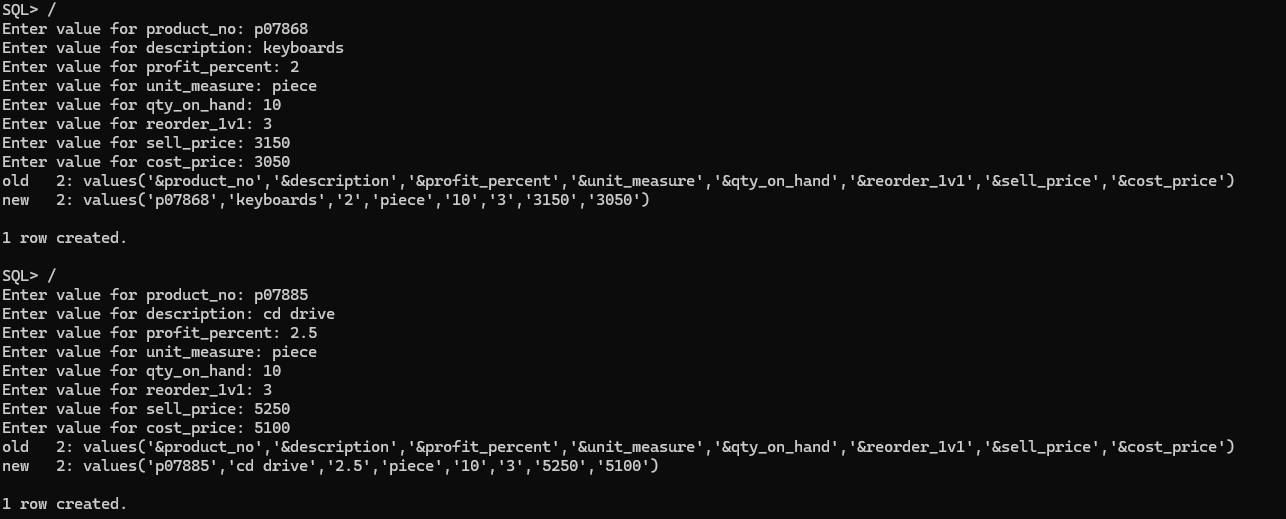 SQL> /
Enter value for product_no: p07868
Enter value for description: keyboards
Enter value for profit_percent: 2
Enter value for unit_measure: piece
Enter value for qty_on_hand: 10
Enter value for reorder_1v1: 3
Enter value for sell_price: 3150
Enter value for cost_price: 3050
old   2: values('&product_no','&description','&profit_percent','&unit_measure','&qty_on_hand','&reorder_1v1','&sell_price','&cost_price')
new   2: values('p07868','keyboards','2','piece','10','3','3150','3050')
1 row created.
SQL> /
Enter value for product_no: p07885
Enter value for description: cd drive
Enter value for profit_percent: 2.5
Enter value for unit_measure: piece
Enter value for qty_on_hand: 10
Enter value for reorder_1v1: 3
Enter value for sell_price: 5250
Enter value for cost_price: 5100
old   2: values('&product_no','&description','&profit_percent','&unit_measure','&qty_on_hand','&reorder_1v1','&sell_price','&cost_price')
new   2: values('p07885','cd drive','2.5','piece','10','3','5250','5100')
1 row created.